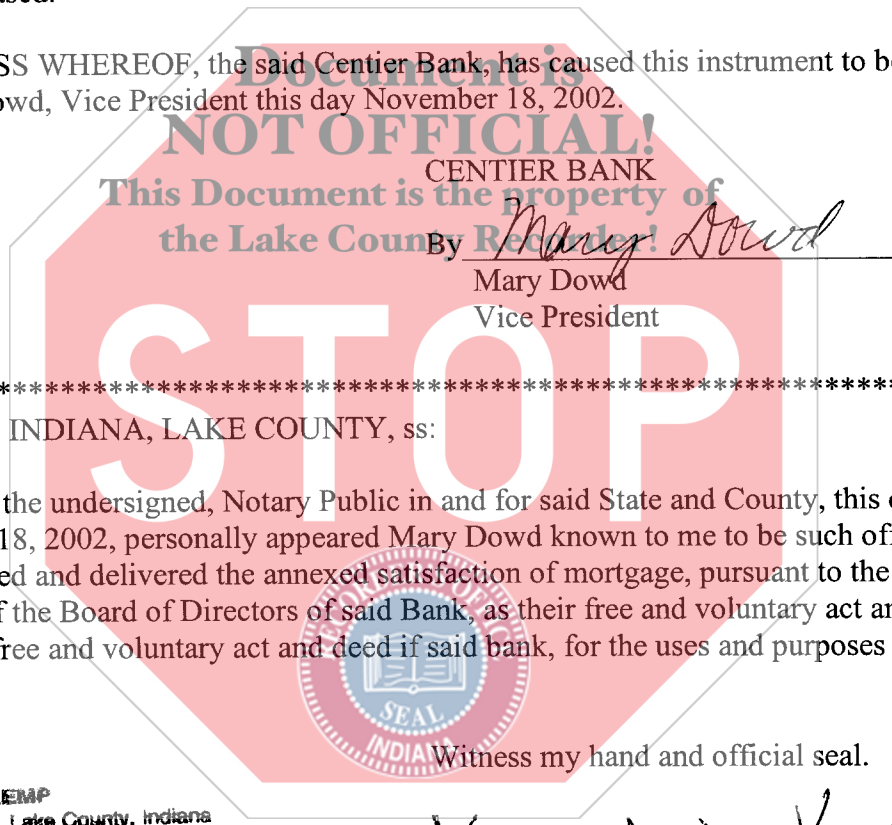 SS WHEREOF, the said Centier Bank, has caused this instrument to be
owd, Vice President this day November 18, 2002.
Document is
NOT OFFICIAL!
This Document is the property of
the Lake County Recorder!
CENTIER BANK
By Mary Dowd
Mary Dowd
Vice President
STOP
********************************************************
INDIANA, LAKE COUNTY, ss:
the undersigned, Notary Public in and for said State and County, this
18, 2002, personally appeared Mary Dowd known to me to be such of
ed and delivered the annexed satisfaction of mortgage, pursuant to the
f the Board of Directors of said Bank, as their free and voluntary act an
free and voluntary act and deed if said bank, for the uses and purposes
SEAL
INDIANA
Witness my hand and official seal.
EMP
Lake County, Indiana